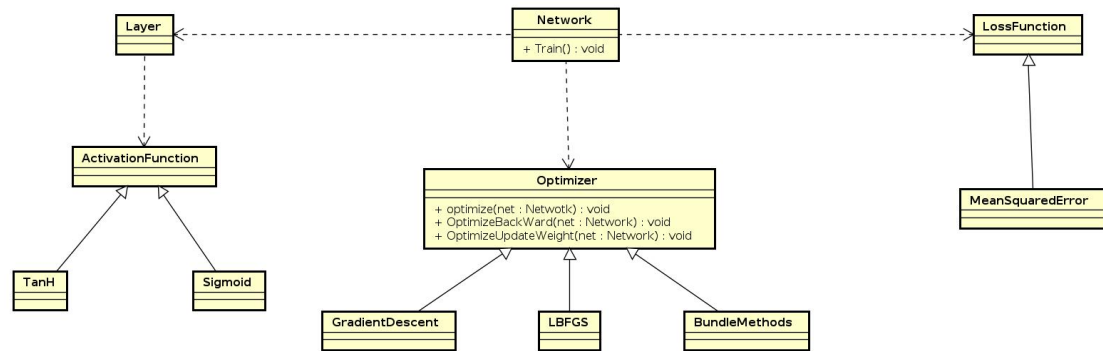 Layer
Network
+ Train() : void
LossFunction
ActivationFunction
Optimizer
+ optimize(net : Netwotk) : void
+ OptimizeBackWard(net : Network) : void
+ OptimizeUpdateWeight(net : Network) : void
MeanSquaredError
TanH
Sigmoid
GradientDescent
LBFGS
BundleMethods